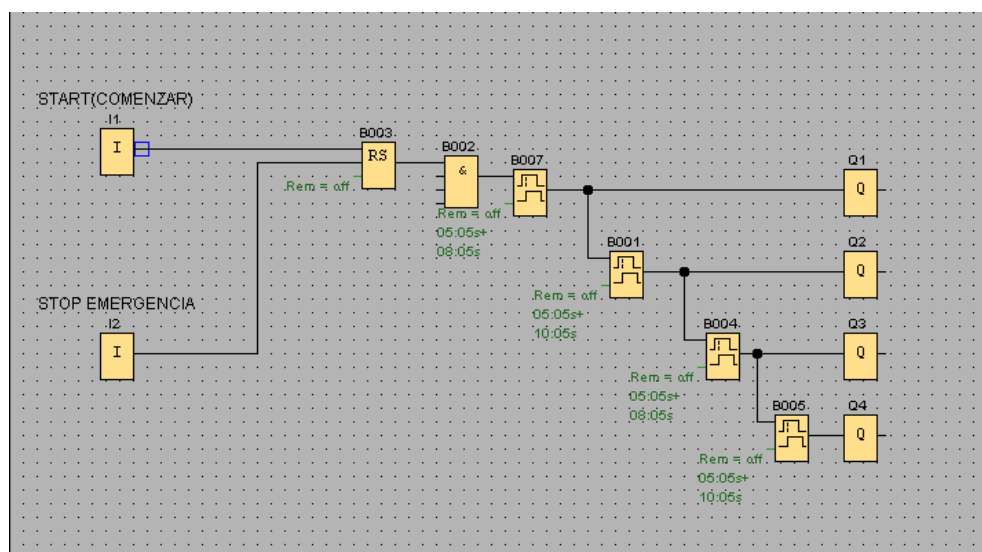 START(COMENZAR)
I1
I
B003
RS
Rem = off
B002
&
B007
Rem = off
05:05s+
08:05s
Q1
Q
B001
Rem = off
05:05s+
10:05s
Q2
Q
STOP EMERGENCIA
I2
I
B004
Rem = off
05:05s+
08:05s
Q3
Q
B005
Rem = off
05:05s+
10:05s
Q4
Q